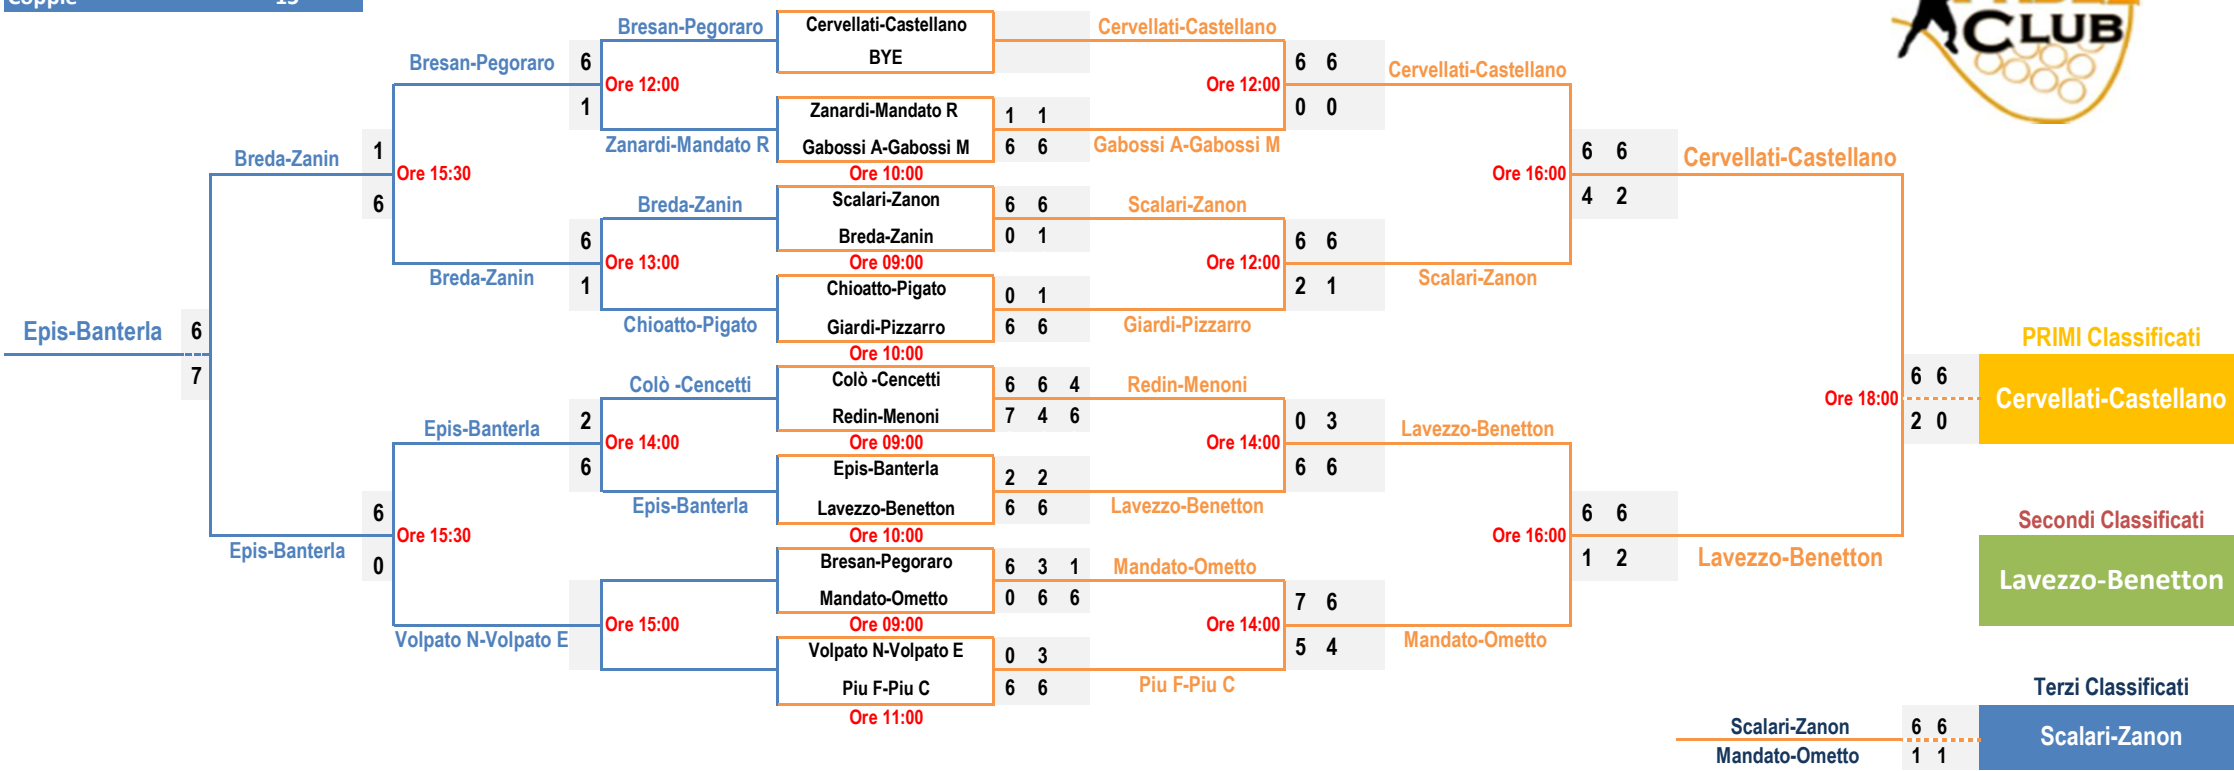 Coppie 15
CLUB
Bresan-Pegoraro
Cervellati-Castellano
Cervellati-Castellano
BYE
Bresan-Pegoraro 6
6 6
Cervellati-Castellano
Ore 12:00
Ore 12:00
1
0 0
Zanardi-Mandato R 1 1
Zanardi-Mandato R
Gabossi A-Gabossi M 6 6
Gabossi A-Gabossi M
Ore 10:00
Breda-Zanin 1
6 6
Cervellati-Castellano
Ore 15:30
Ore 16:00
6
4 2
Breda-Zanin
Scalari-Zanon 6 6
Scalari-Zanon
Breda-Zanin 0 1
Ore 09:00
6
6 6
Ore 13:00
Ore 12:00
Breda-Zanin
1
2 1
Scalari-Zanon
Chioatto-Pigato 0 1
Chioatto-Pigato
Giardi-Pizzarro 6 6
Giardi-Pizzarro
Ore 10:00
Epis-Banterla 6
7
PRIMI Classificati
Colò -Cencetti
Colò -Cencetti 6 6 4
Redin-Menoni
6 6
Ore 18:00
Cervellati-Castellano
2 0
Redin-Menoni 7 4 6
Ore 09:00
Epis-Banterla 2
0 3
Lavezzo-Benetton
Ore 14:00
Ore 14:00
6
6 6
Epis-Banterla 2 2
Epis-Banterla
Lavezzo-Benetton 6 6
Lavezzo-Benetton
Ore 10:00
6
6 6
Ore 15:30
Ore 16:00
Epis-Banterla 0
1 2
Lavezzo-Benetton
Secondi Classificati
Lavezzo-Benetton
Bresan-Pegoraro 6 3 1
Mandato-Ometto
Mandato-Ometto 0 6 6
Ore 09:00
7 6
Ore 15:00
Ore 14:00
Volpato N-Volpato E
5 4
Mandato-Ometto
Volpato N-Volpato E 0 3
Piu F-Piu C 6 6
Piu F-Piu C
Ore 11:00
Terzi Classificati
Scalari-Zanon 6 6
Scalari-Zanon
Mandato-Ometto 1 1